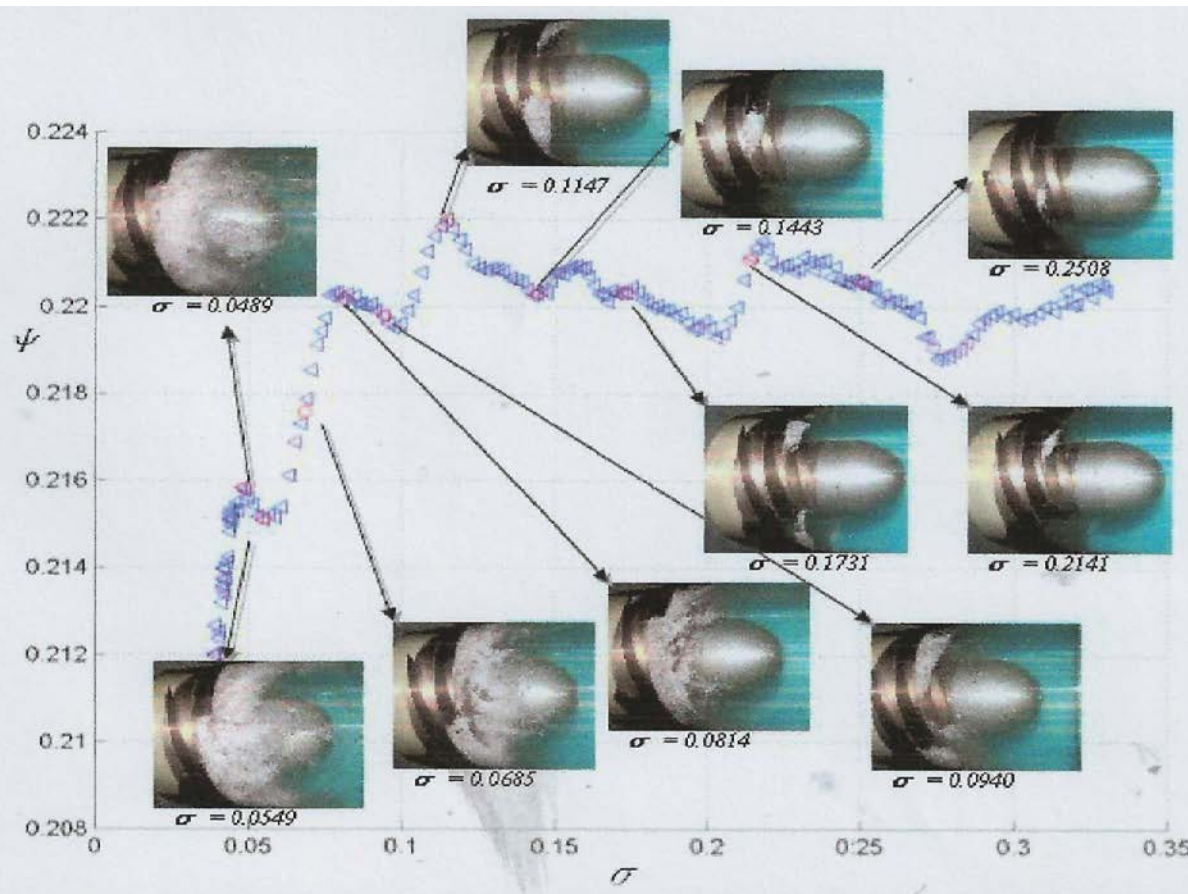 0.224
0.222
0.22
ψ
0.218
0.216
0.214
0.212
0.21
0.208
0
0.05
0.1
0.15
0.2
0.25
0.3
0.35
σ
σ = 0.0489
σ = 0.1147
σ = 0.1443
σ = 0.2508
σ = 0.1731
σ = 0.2141
σ = 0.0549
σ = 0.0685
σ = 0.0814
σ = 0.0940